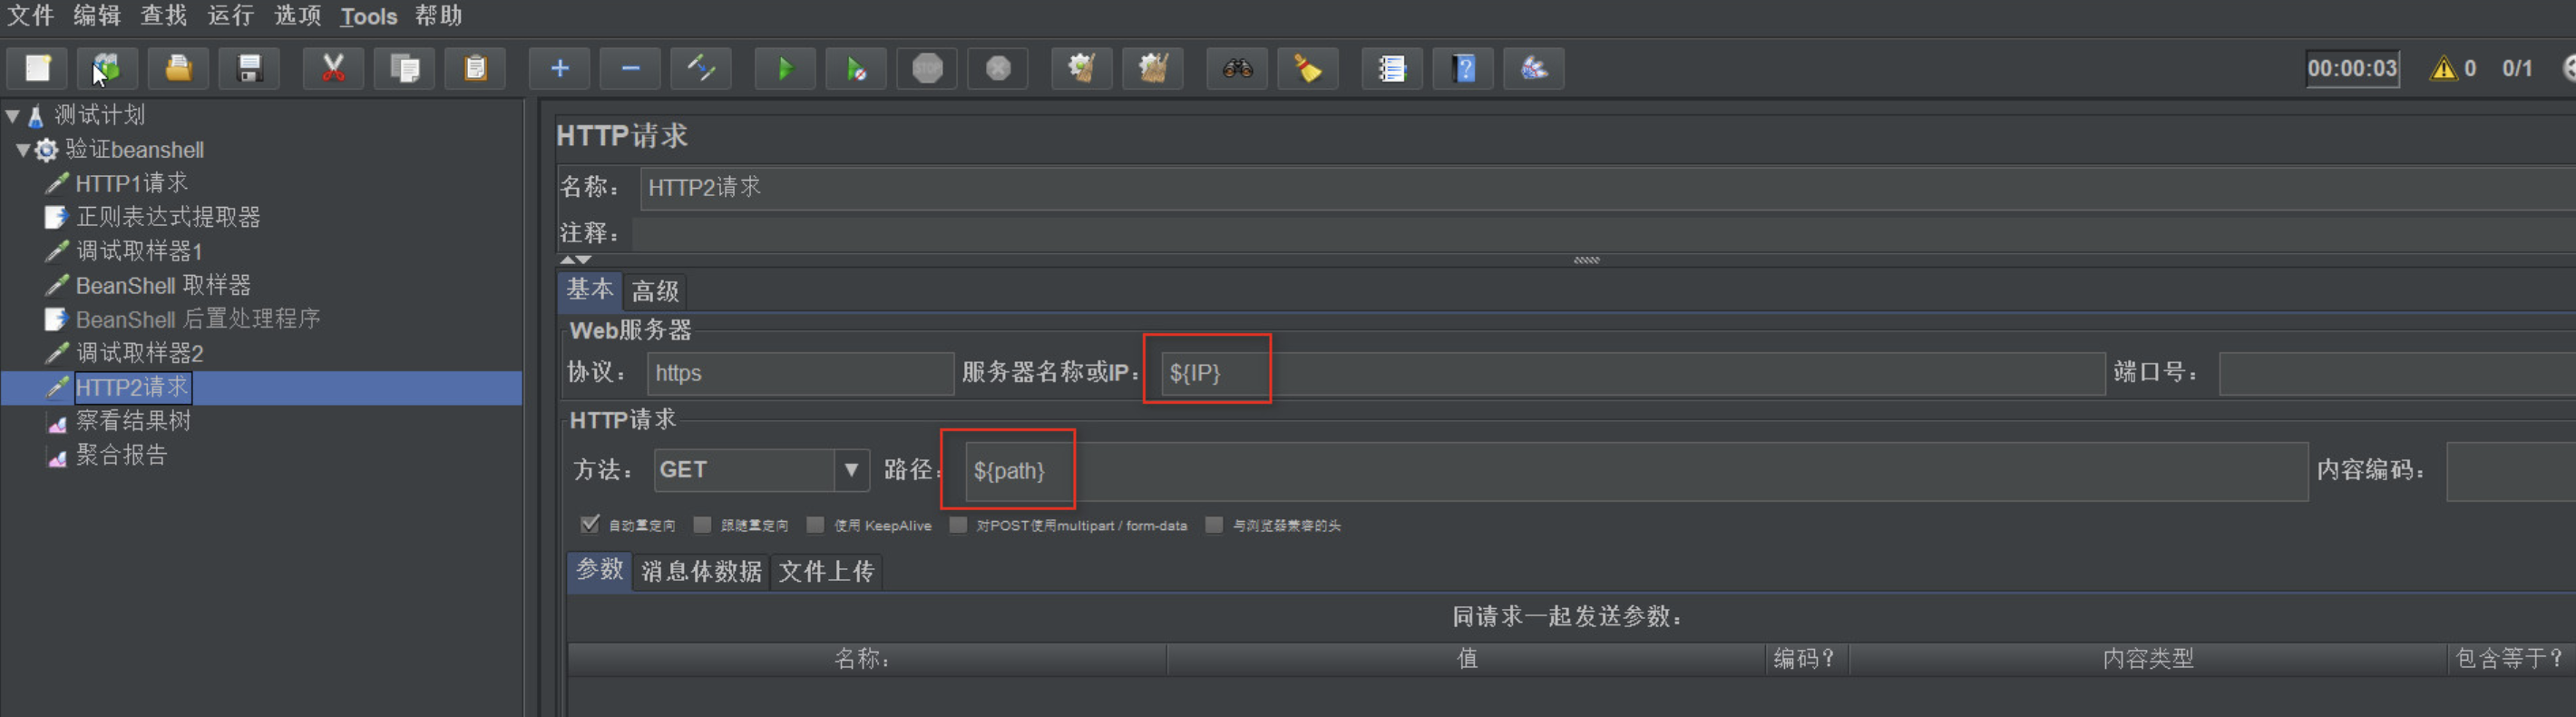 文件 编辑 查找 运行 选项 Tools 帮助
STOP
00:00:03 0 0/1
测试计划
验证beanshell
HTTP1请求
正则表达式提取器
调试取样器1
BeanShell 取样器
BeanShell 后置处理程序
调试取样器2
HTTP2请求
察看结果树
聚合报告
HTTP请求
名称： HTTP2请求
注释：
基本 高级
Web服务器
协议： https 服务器名称或IP： ${IP} 端口号：
HTTP请求
方法： GET 路径： ${path} 内容编码：
自动重定向 跟随重定向 使用 KeepAlive 对POST使用multipart / form-data 与浏览器兼容的头
参数 消息体数据 文件上传
同请求一起发送参数：
名称： 值 编码？ 内容类型 包含等于？